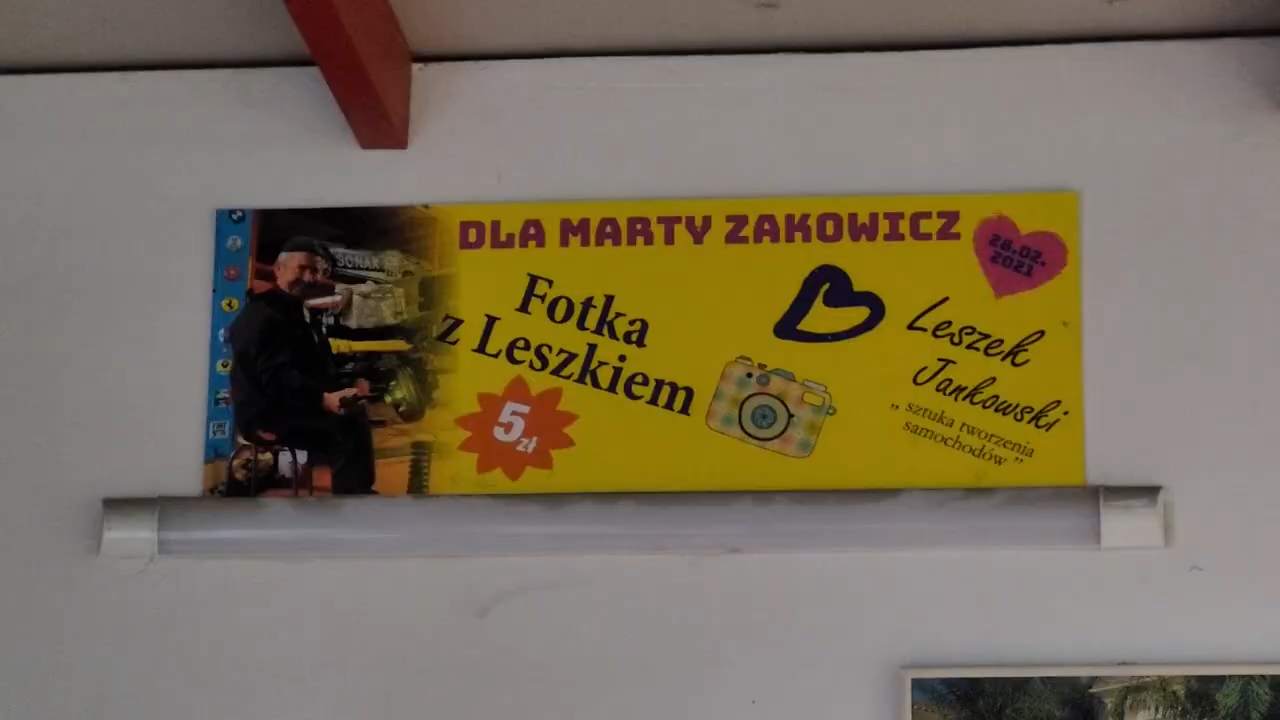 DLA MARTY ZAKOWICZ
28.02.
2021
Fotka
z Leszkiem
5 zł
Leszek
Jankowski
„ sztuka tworzenia
samochodów ”